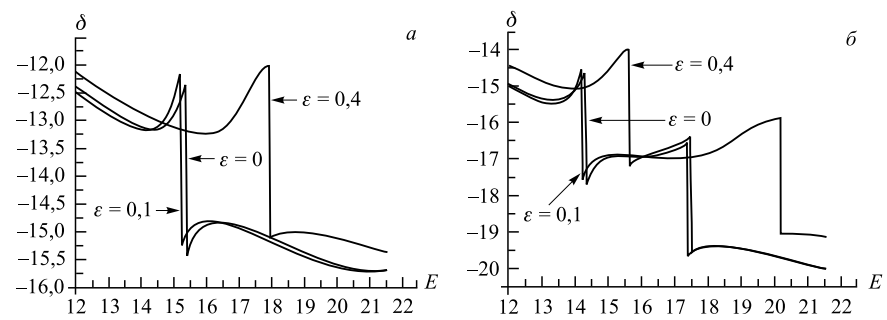 δ
а
–12,0
–12,5
–13,0
–13,5
–14,0
–14,5
–15,0
–15,5
–16,0
ε = 0,4
ε = 0
ε = 0,1
12 13 14 15 16 17 18 19 20 21 22
E
δ
б
–14
–15
–16
–17
–18
–19
–20
ε = 0,4
ε = 0
ε = 0,1
12 13 14 15 16 17 18 19 20 21 22
E